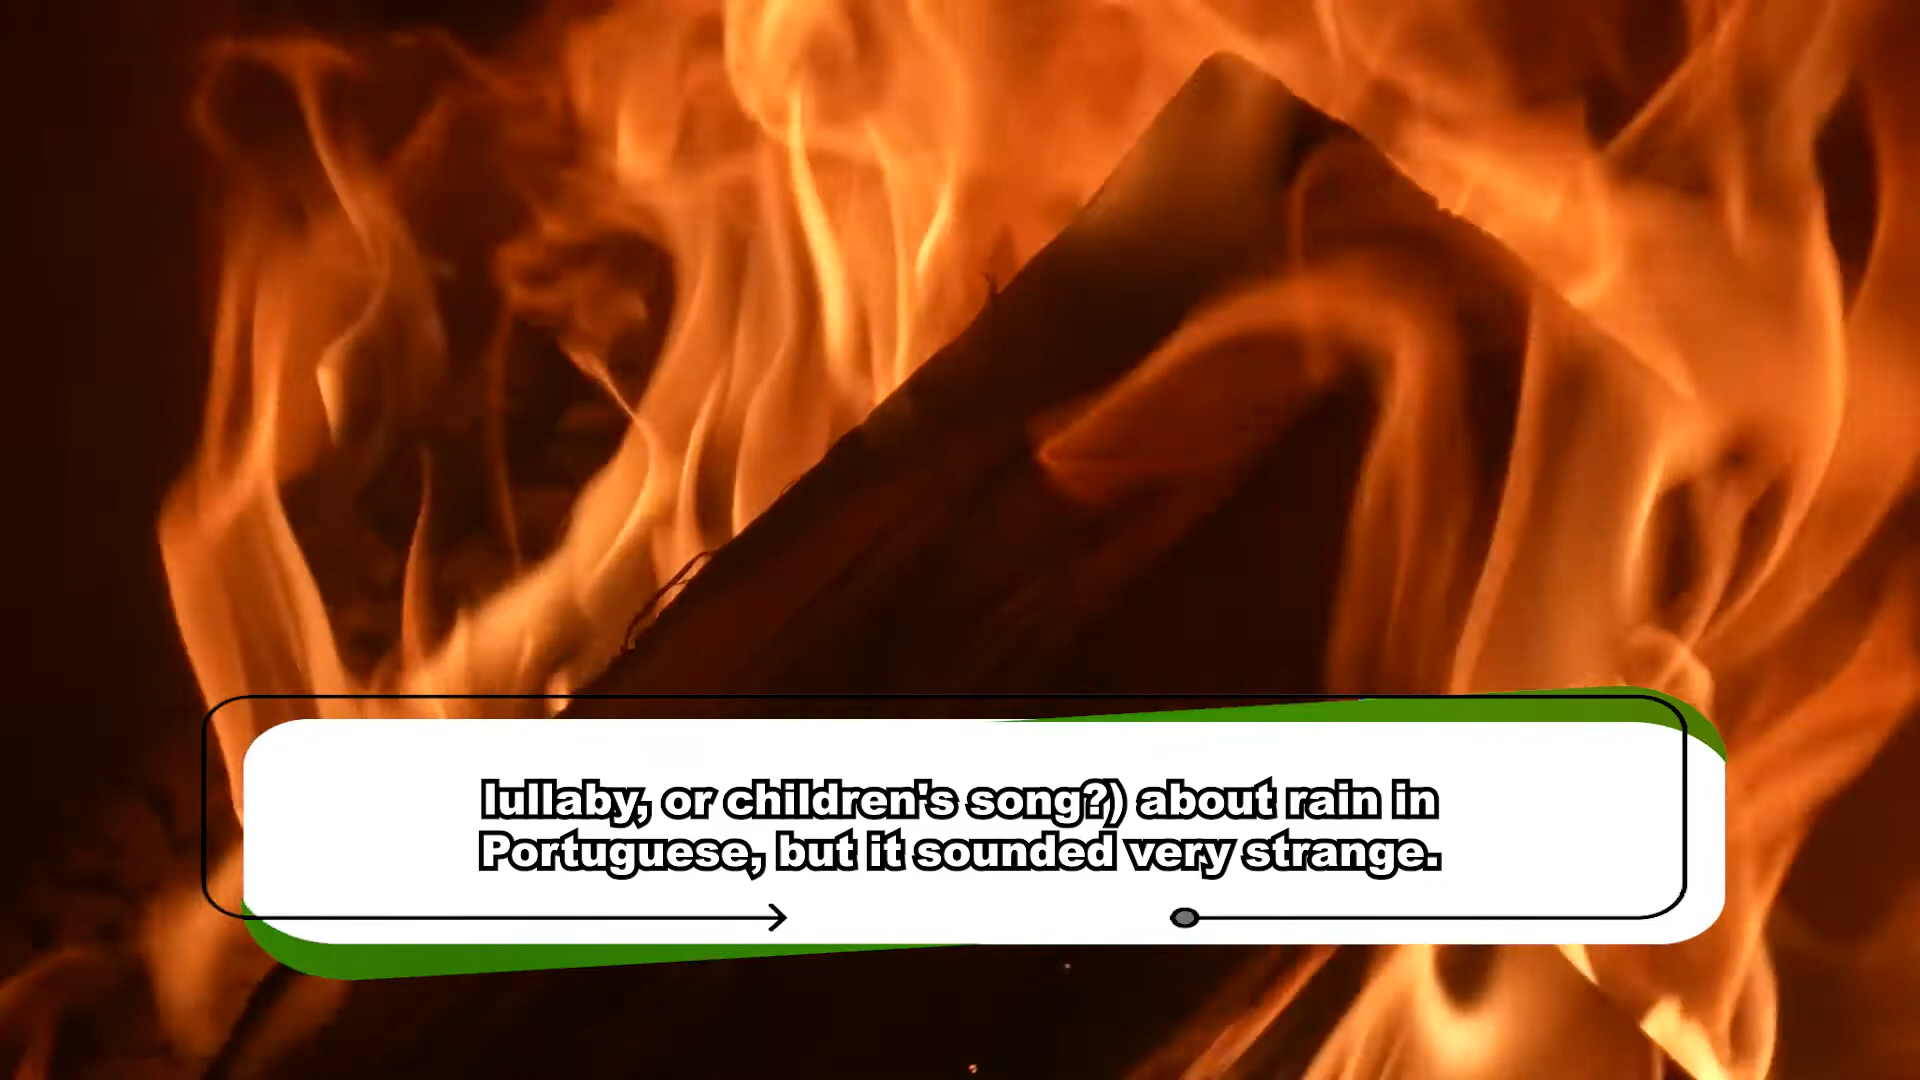 lullaby, or children's song?) about rain in
Portuguese, but it sounded very strange.